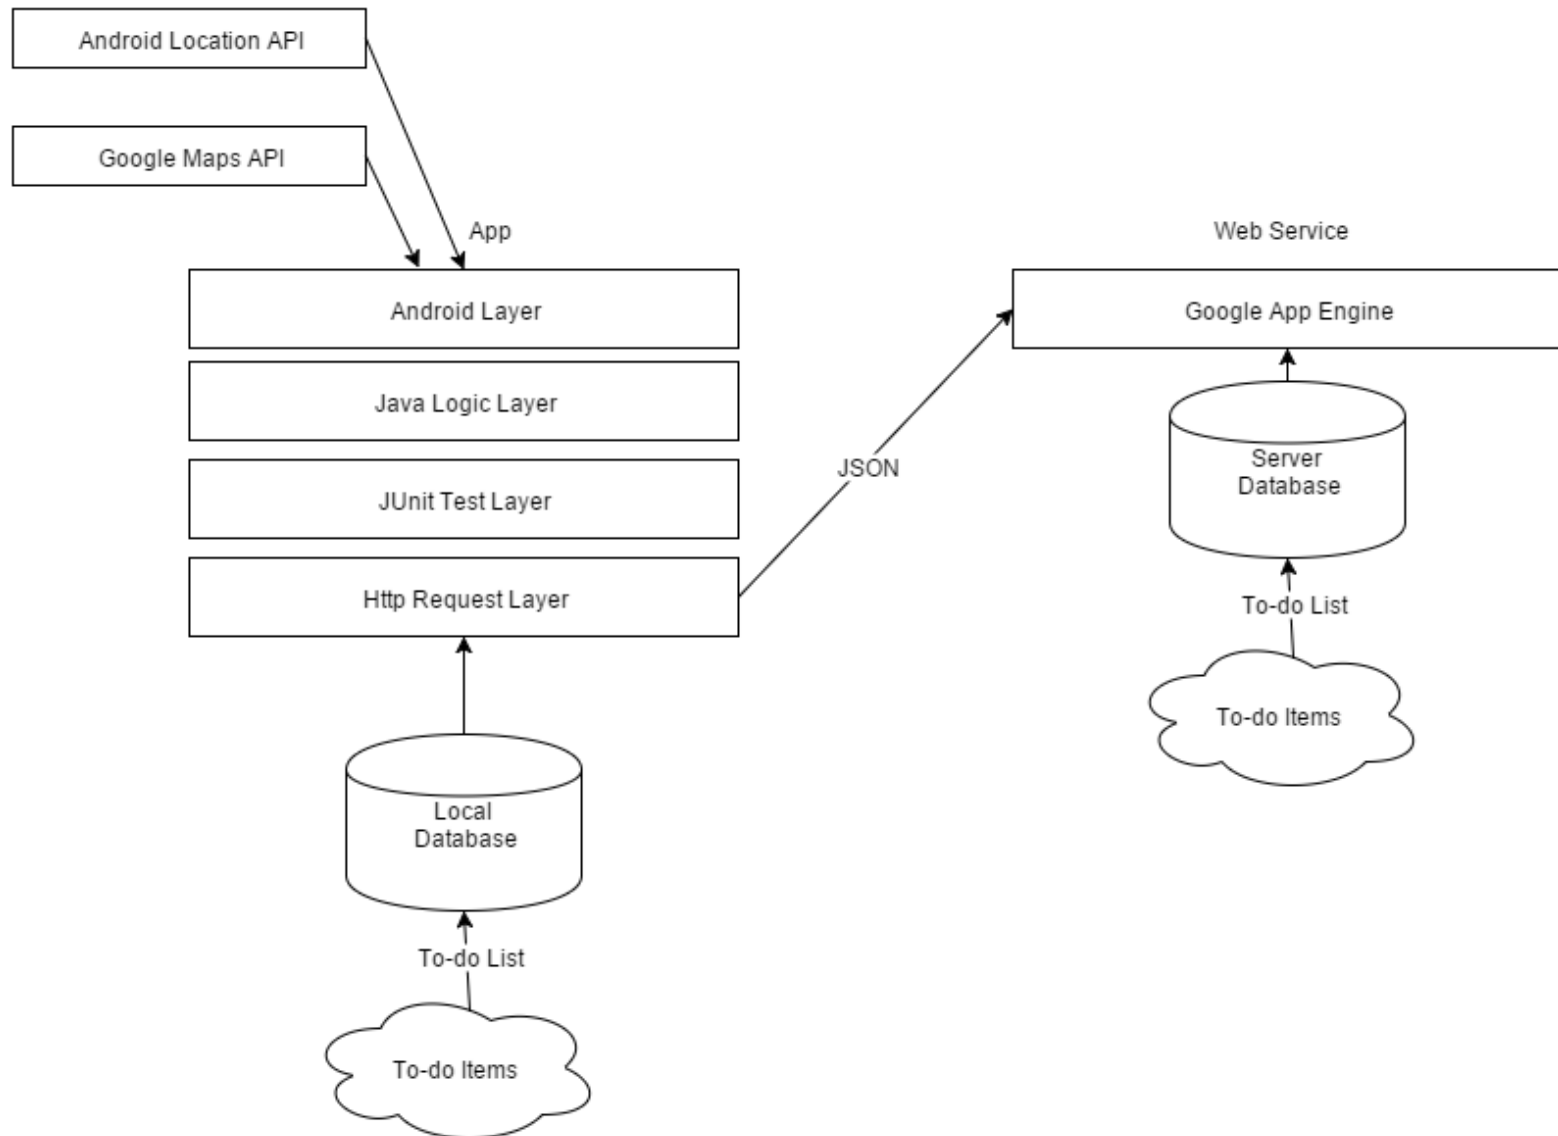 Android Location API
Google Maps API
App
Android Layer
Java Logic Layer
JUnit Test Layer
Http Request Layer
Local
Database
To-do List
To-do Items
JSON
Web Service
Google App Engine
Server
Database
To-do List
To-do Items